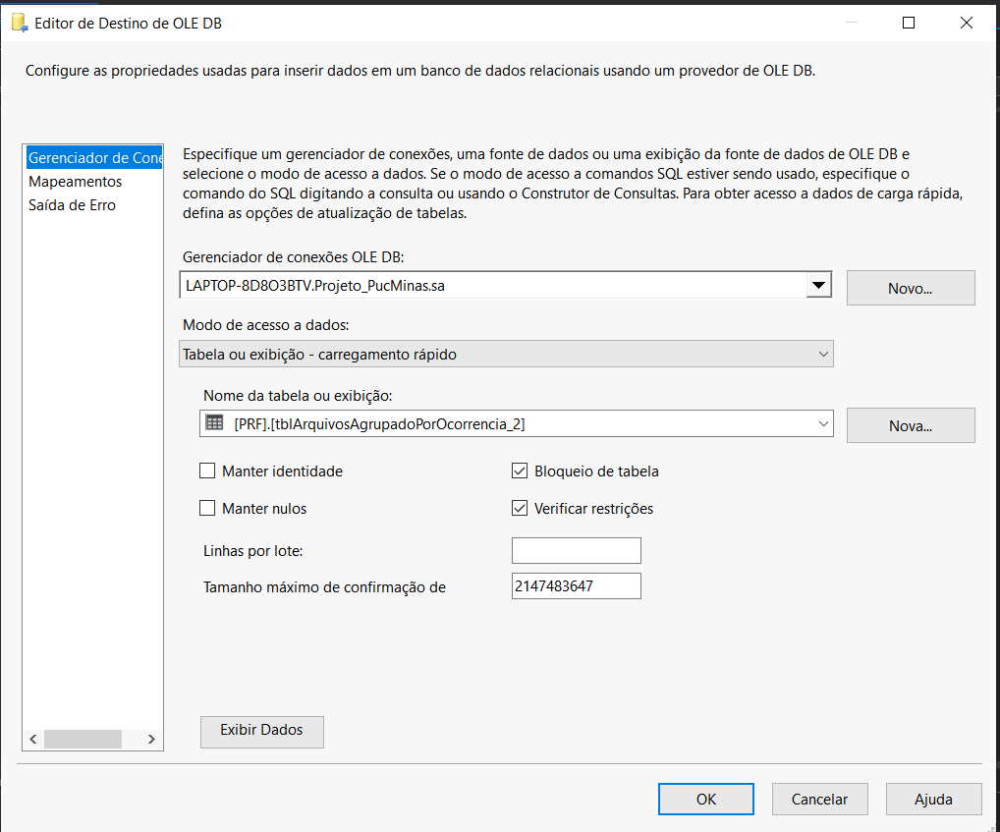 Editor de Destino de OLE DB
Configure as propriedades usadas para inserir dados em um banco de dados relacionais usando um provedor de OLE DB.
Gerenciador de Cone
Mapeamentos
Saída de Erro
Especifique um gerenciador de conexões, uma fonte de dados ou uma exibição da fonte de dados de OLE DB e
selecione o modo de acesso a dados. Se o modo de acesso a comandos SQL estiver sendo usado, especifique o
comando do SQL digitando a consulta ou usando o Construtor de Consultas. Para obter acesso a dados de carga rápida,
defina as opções de atualização de tabelas.
Gerenciador de conexões OLE DB:
LAPTOP-8D8O3BTV.Projeto_PucMinas.sa
Novo...
Modo de acesso a dados:
Tabela ou exibição - carregamento rápido
Nome da tabela ou exibição:
[PRF].[tblArquivosAgrupadoPorOcorrencia_2]
Nova...
Manter identidade
Bloqueio de tabela
Manter nulos
Verificar restrições
Linhas por lote:
Tamanho máximo de confirmação de
2147483647
Exibir Dados
OK
Cancelar
Ajuda